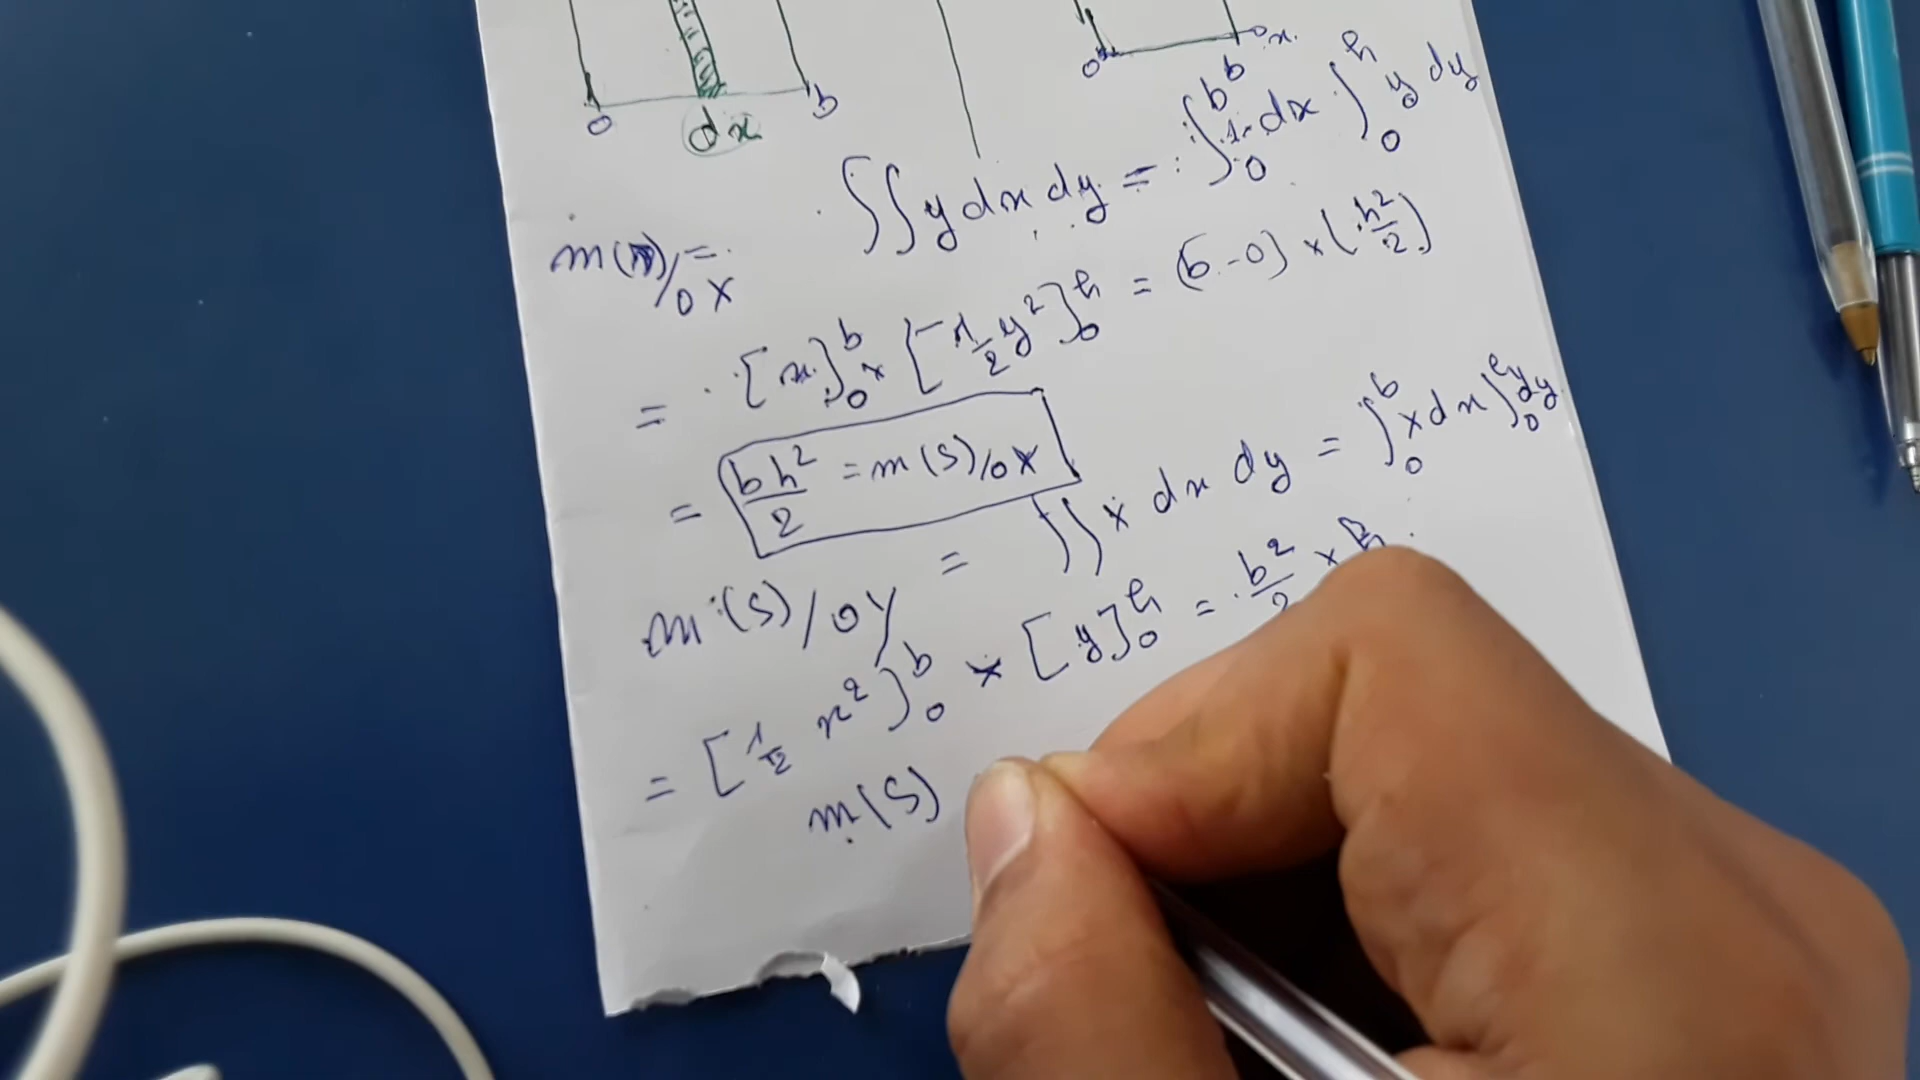 0 dx b
0 x
m( )/0X = ∫∫ y dx dy = ∫₀ᵇ 1. dx ∫₀ʰ y dy
= [x]₀ᵇ × [1/2 y²]₀ʰ = (b - 0) × (h²/2)
= bh²/2 = m(S)/0X
m(S)/0Y = ∫∫ x dx dy = ∫₀ᵇ x dx ∫₀ dy
= [1/2 x²]₀ᵇ × [y]₀ʰ = b²/2 × h
m(S)